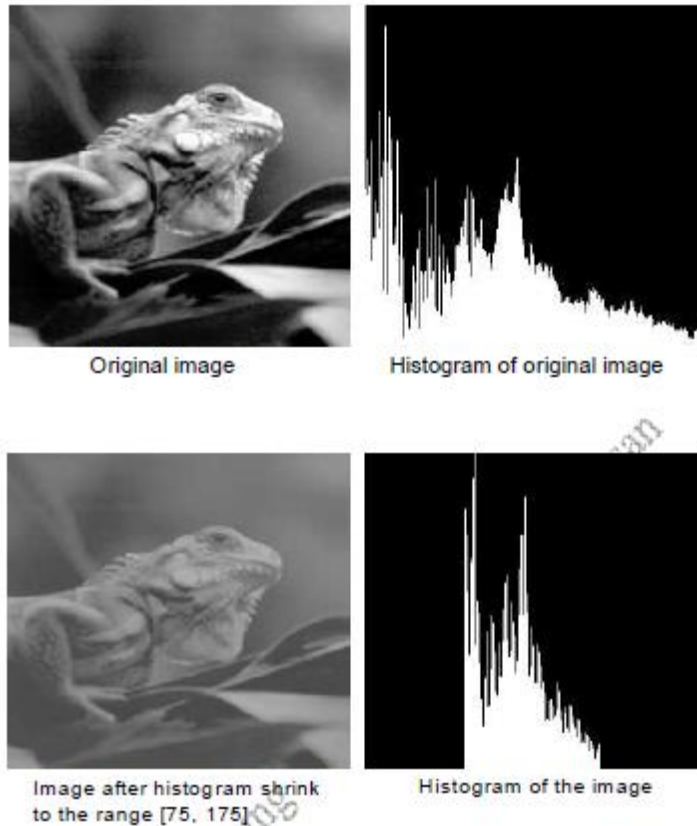 Original image
Histogram of original image
Image after histogram shrink
to the range [75, 175]
Histogram of the image